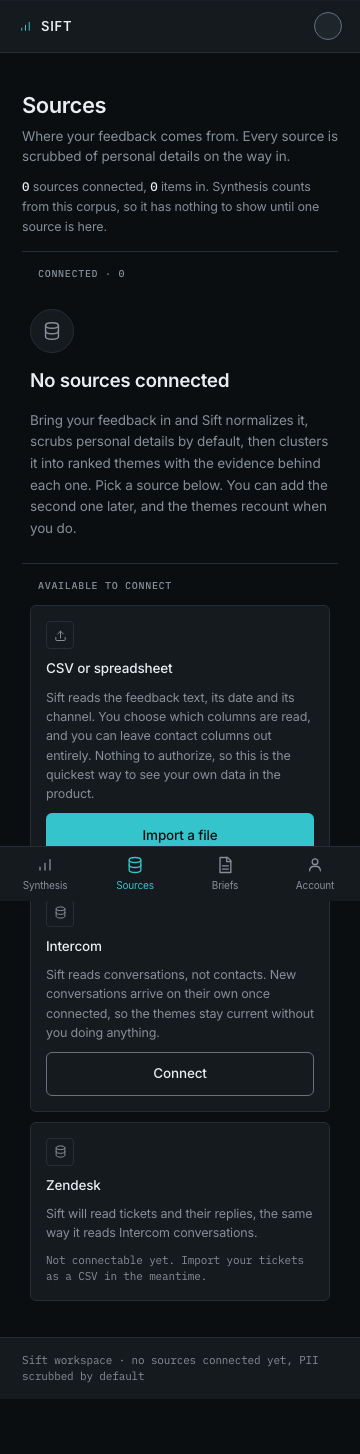 SIFT
Sources
Where your feedback comes from. Every source is
scrubbed of personal details on the way in.
0 sources connected, 0 items in. Synthesis counts
from this corpus, so it has nothing to show until one
source is here.
CONNECTED · 0
No sources connected
Bring your feedback in and Sift normalizes it,
scrubs personal details by default, then clusters
it into ranked themes with the evidence behind
each one. Pick a source below. You can add the
second one later, and the themes recount when
you do.
AVAILABLE TO CONNECT
CSV or spreadsheet
Sift reads the feedback text, its date and its
channel. You choose which columns are read,
and you can leave contact columns out
entirely. Nothing to authorize, so this is the
quickest way to see your own data in the
product.
Import a file
Synthesis
Sources
Briefs
Account
Intercom
Sift reads conversations, not contacts. New
conversations arrive on their own once
connected, so the themes stay current without
you doing anything.
Connect
Zendesk
Sift will read tickets and their replies, the same
way it reads Intercom conversations.
Not connectable yet. Import your tickets
as a CSV in the meantime.
Sift workspace · no sources connected yet, PII
scrubbed by default